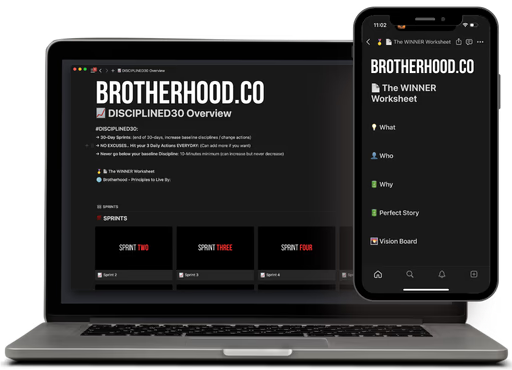 DISCIPLINED30 Overview
BROTHERHOOD.CO
DISCIPLINED30 Overview
#DISCIPLINED30:
➔ 30-Day Sprints: (end of 30-days, increase baseline disciplines / change actions)
➔ NO EXCUSES.. Hit your 3 Daily Actions EVERYDAY: (Can add more if you want)
➔ Never go below your baseline Discipline: 10-Minutes minimum (can increase but never decrease)
The WINNER Worksheet
Brotherhood - Principles to Live By:
SPRINTS
SPRINTS
SPRINT TWO
SPRINT THREE
SPRINT FOUR
Sprint 2
Sprint 3
Sprint 4
The WINNER Worksheet
BROTHERHOOD.CO
The WINNER
Worksheet
What
Who
Why
Perfect Story
Vision Board